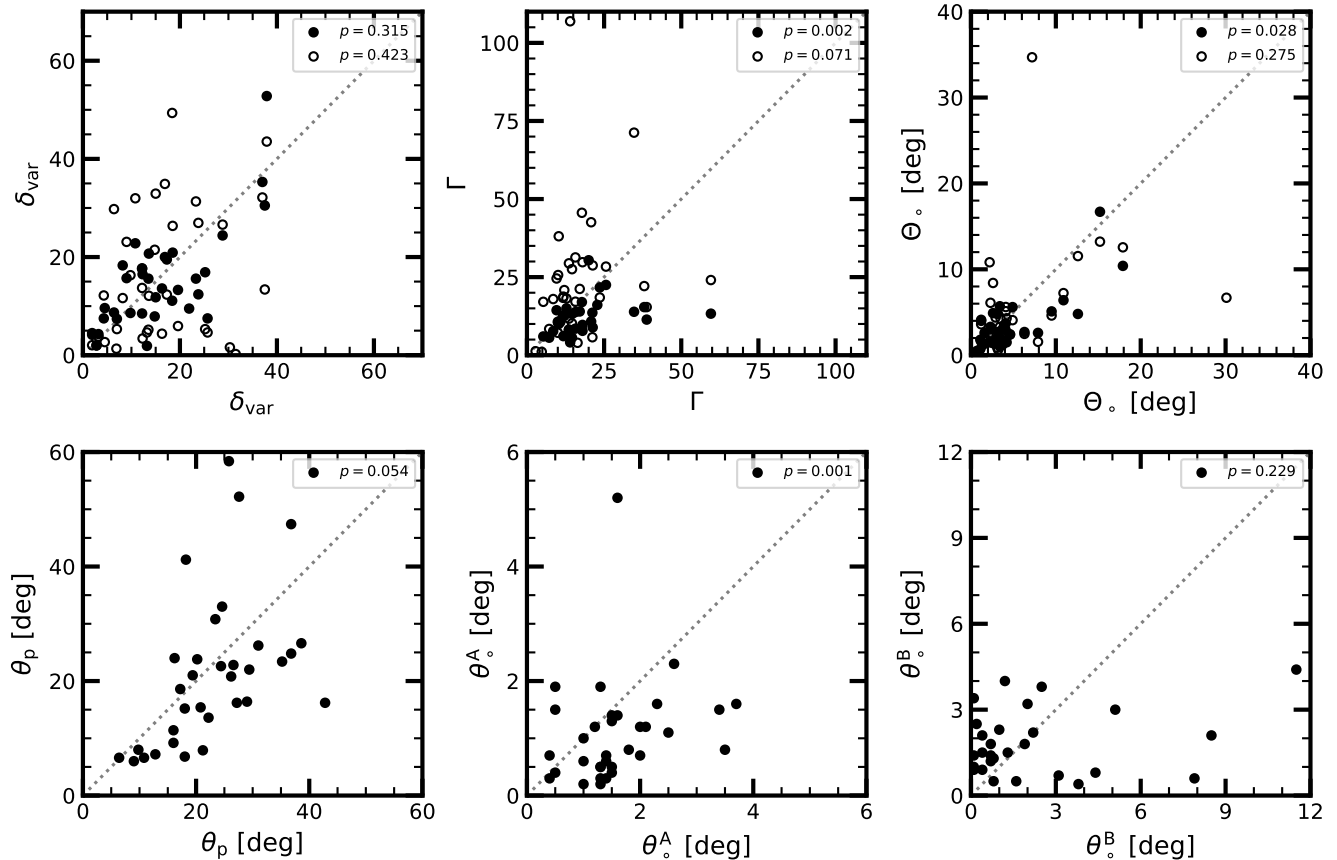 p = 0.315
p = 0.423
0 20 40 60
0 20 40 60
δvar
δvar
p = 0.002
p = 0.071
0 25 50 75 100
0 25 50 75 100
Γ
Γ
p = 0.028
p = 0.275
0 10 20 30 40
0 10 20 30 40
Θ∘ [deg]
Θ∘ [deg]
p = 0.054
0 20 40 60
0 20 40 60
θp [deg]
θp [deg]
p = 0.001
0 2 4 6
0 2 4 6
θ∘A [deg]
θ∘A [deg]
p = 0.229
0 3 6 9 12
0 3 6 9 12
θ∘B [deg]
θ∘B [deg]